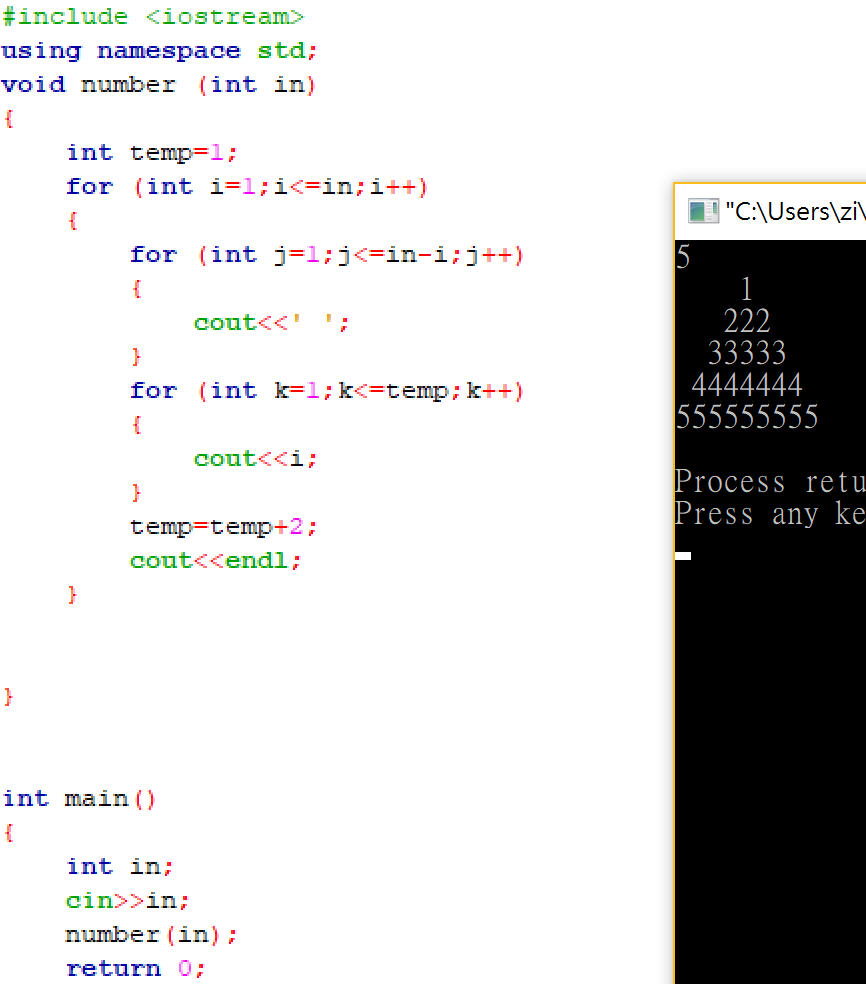 #include <iostream>
using namespace std;
void number (int in)
{
    int temp=1;
    for (int i=1;i<=in;i++)
    {
        for (int j=1;j<=in-i;j++)
        {
            cout<<' ';
        }
        for (int k=1;k<=temp;k++)
        {
            cout<<i;
        }
        temp=temp+2;
        cout<<endl;
    }
}
int main()
{
    int in;
    cin>>in;
    number(in);
    return 0;
"C:\Users\zi\
5
    1
   222
  33333
 4444444
555555555
Process retu
Press any ke